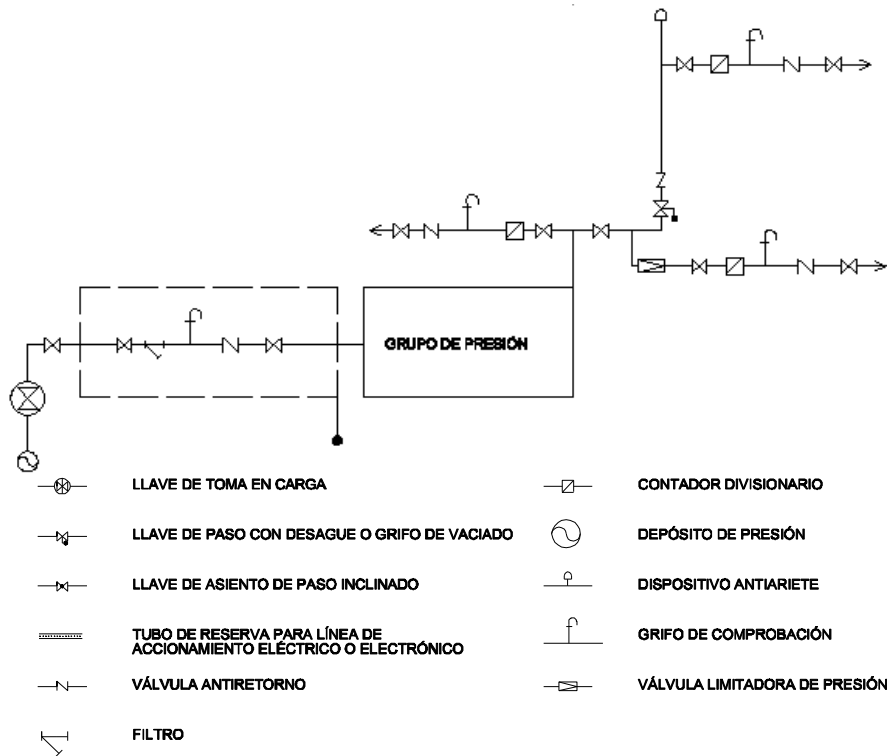 GRUPO DE PRESIÓN
LLAVE DE TOMA EN CARGA
LLAVE DE PASO CON DESAGUE O GRIFO DE VACIADO
LLAVE DE ASIENTO DE PASO INCLINADO
TUBO DE RESERVA PARA LÍNEA DE
ACCIONAMIENTO ELÉCTRICO O ELECTRÓNICO
VÁLVULA ANTIRETORNO
FILTRO
CONTADOR DIVISIONARIO
DEPÓSITO DE PRESIÓN
DISPOSITIVO ANTIARIETE
GRIFO DE COMPROBACIÓN
VÁLVULA LIMITADORA DE PRESIÓN